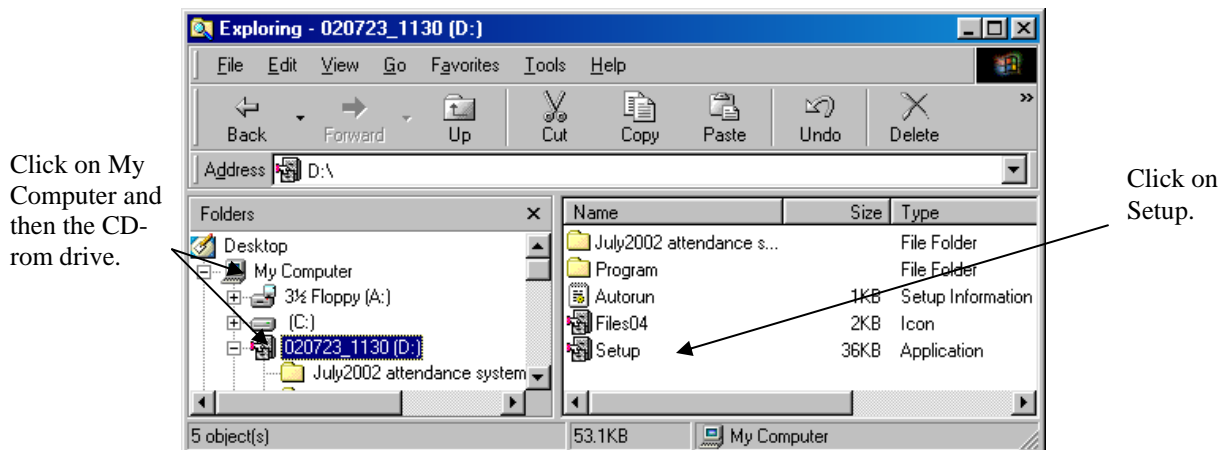 Exploring - 020723_1130 (D:)
File Edit View Go Favorites Tools Help
Back Forward Up Cut Copy Paste Undo Delete »
Address D:\
Click on My
Computer and
then the CD-
rom drive.
Click on
Setup.
Folders
Desktop
My Computer
3½ Floppy (A:)
(C:)
020723_1130 (D:)
July2002 attendance system
Name Size Type
July2002 attendance s... File Folder
Program File Folder
Autorun 1KB Setup Information
Files04 2KB Icon
Setup 36KB Application
5 object(s) 53.1KB My Computer